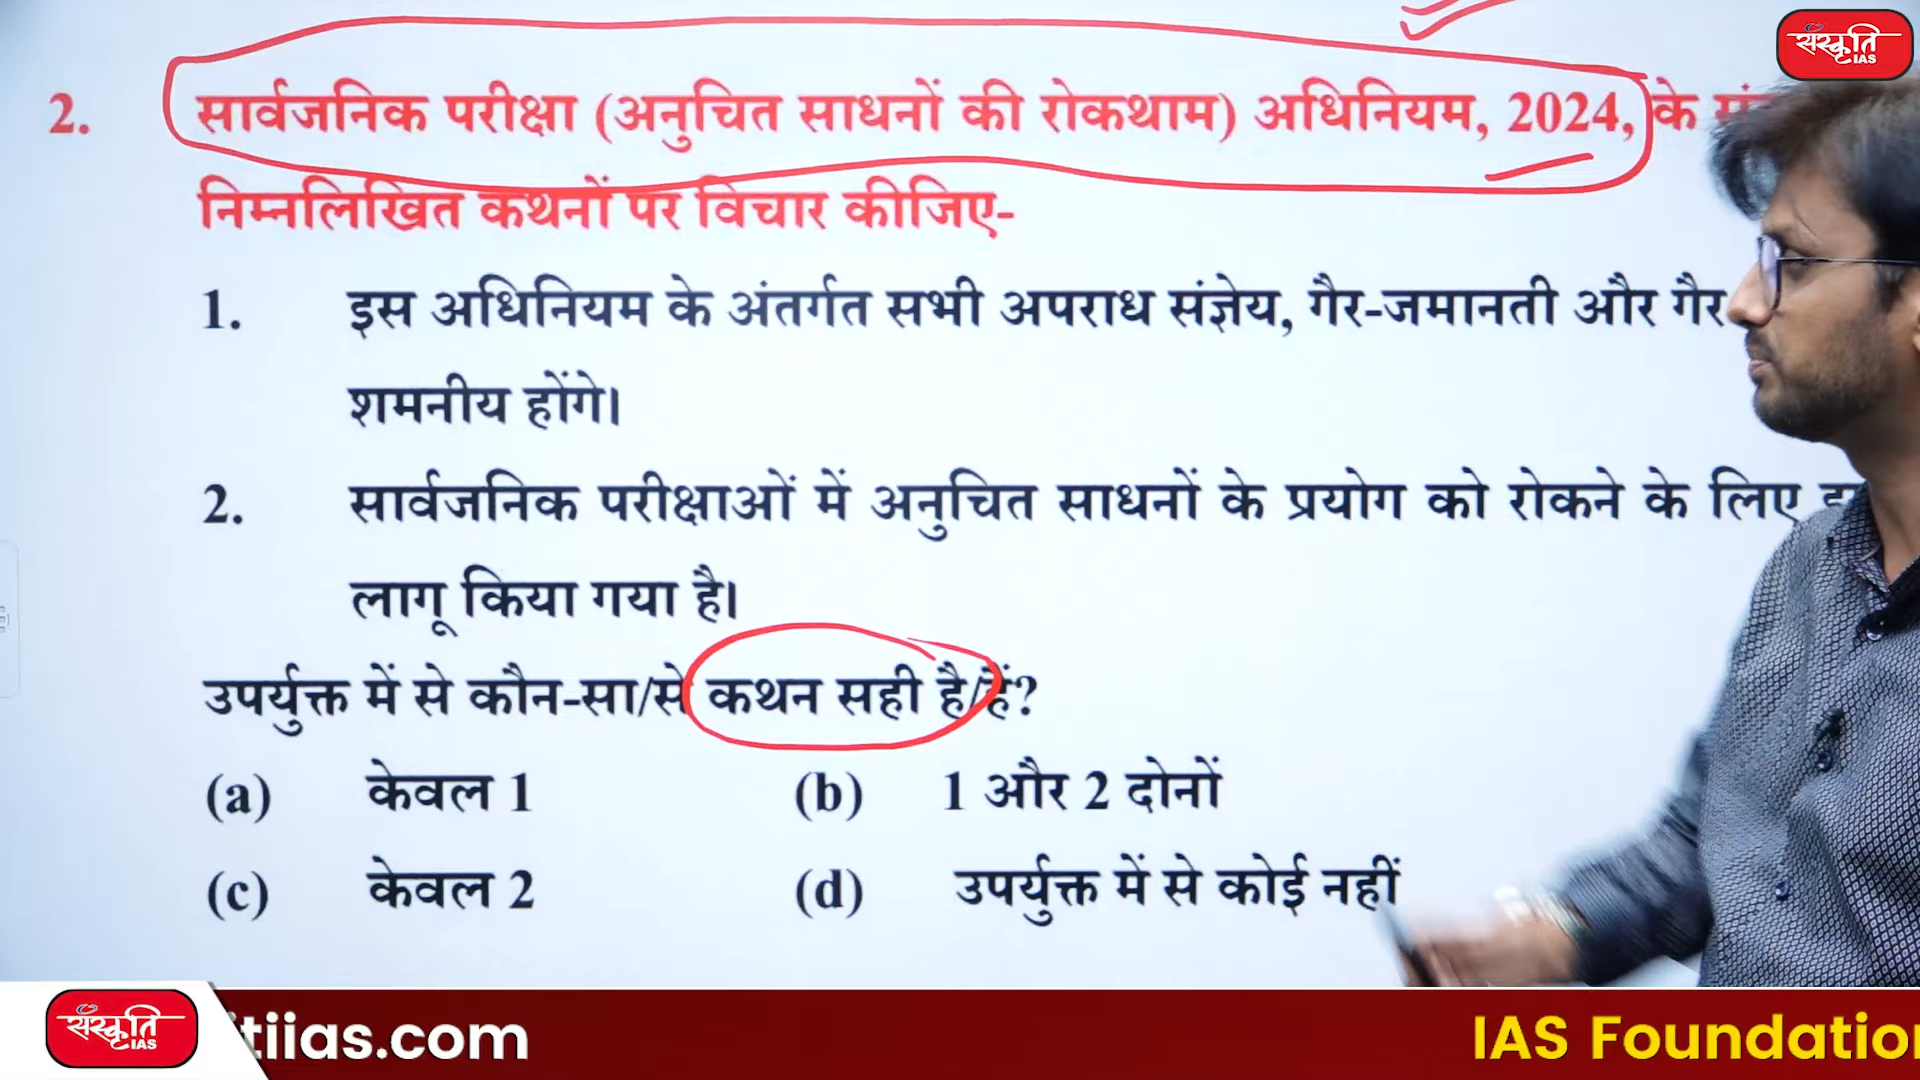 संस्कृति
IAS
2. सार्वजनिक परीक्षा (अनुचित साधनों की रोकथाम) अधिनियम, 2024, के
निम्नलिखित कथनों पर विचार कीजिए-
1. इस अधिनियम के अंतर्गत सभी अपराध संज्ञेय, गैर-जमानती और गैर
शमनीय होंगे।
2. सार्वजनिक परीक्षाओं में अनुचित साधनों के प्रयोग को रोकने के लिए
लागू किया गया है।
उपर्युक्त में से कौन-सा/से कथन सही है/हैं?
(a) केवल 1 (b) 1 और 2 दोनों
(c) केवल 2 (d) उपर्युक्त में से कोई नहीं
संस्कृति
IAS
tiias.com IAS Foundation